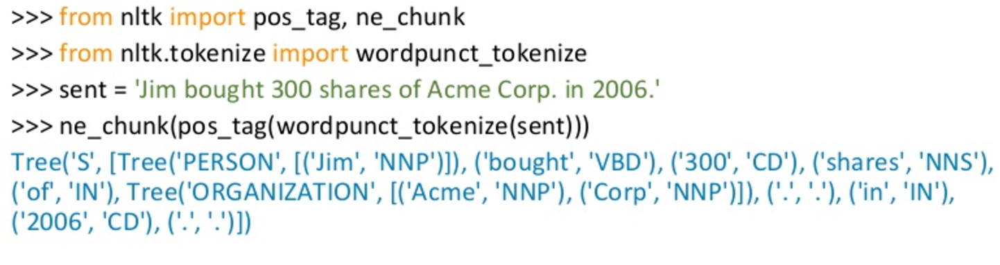 >>> from nltk import pos_tag, ne_chunk
>>> from nltk.tokenize import wordpunct_tokenize
>>> sent = 'Jim bought 300 shares of Acme Corp. in 2006.'
>>> ne_chunk(pos_tag(wordpunct_tokenize(sent)))
Tree('S', [Tree('PERSON', [('Jim', 'NNP')]), ('bought', 'VBD'), ('300', 'CD'), ('shares', 'NNS'),
('of', 'IN'), Tree('ORGANIZATION', [('Acme', 'NNP'), ('Corp', 'NNP')]), ('.', '.'), ('in', 'IN'),
('2006', 'CD'), ('.', '.')])